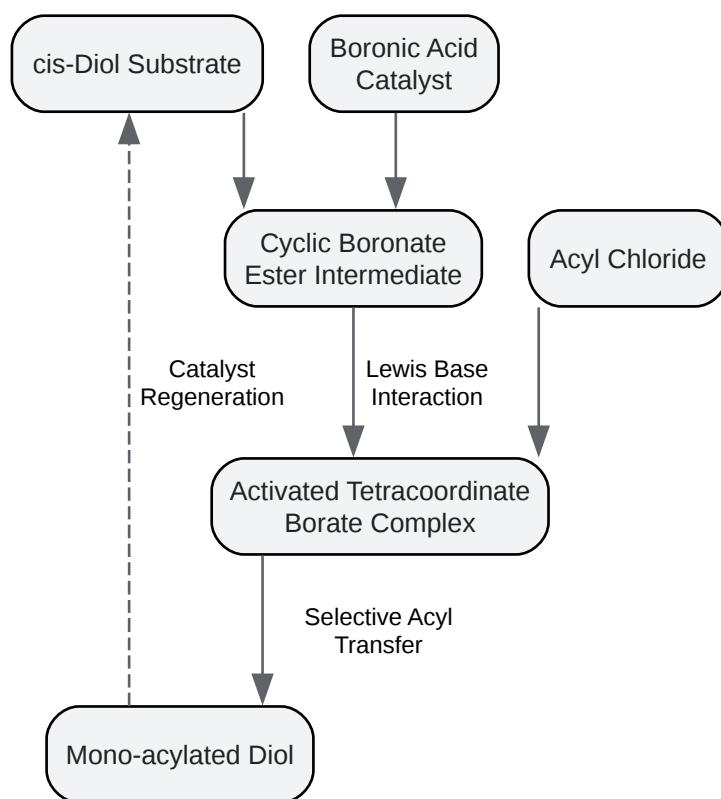 cis-Diol Substrate
Boronic Acid
Catalyst
Cyclic Boronate
Ester Intermediate
Acyl Chloride
Catalyst
Regeneration
Lewis Base
Interaction
Activated Tetracoordinate
Borate Complex
Selective Acyl
Transfer
Mono-acylated Diol